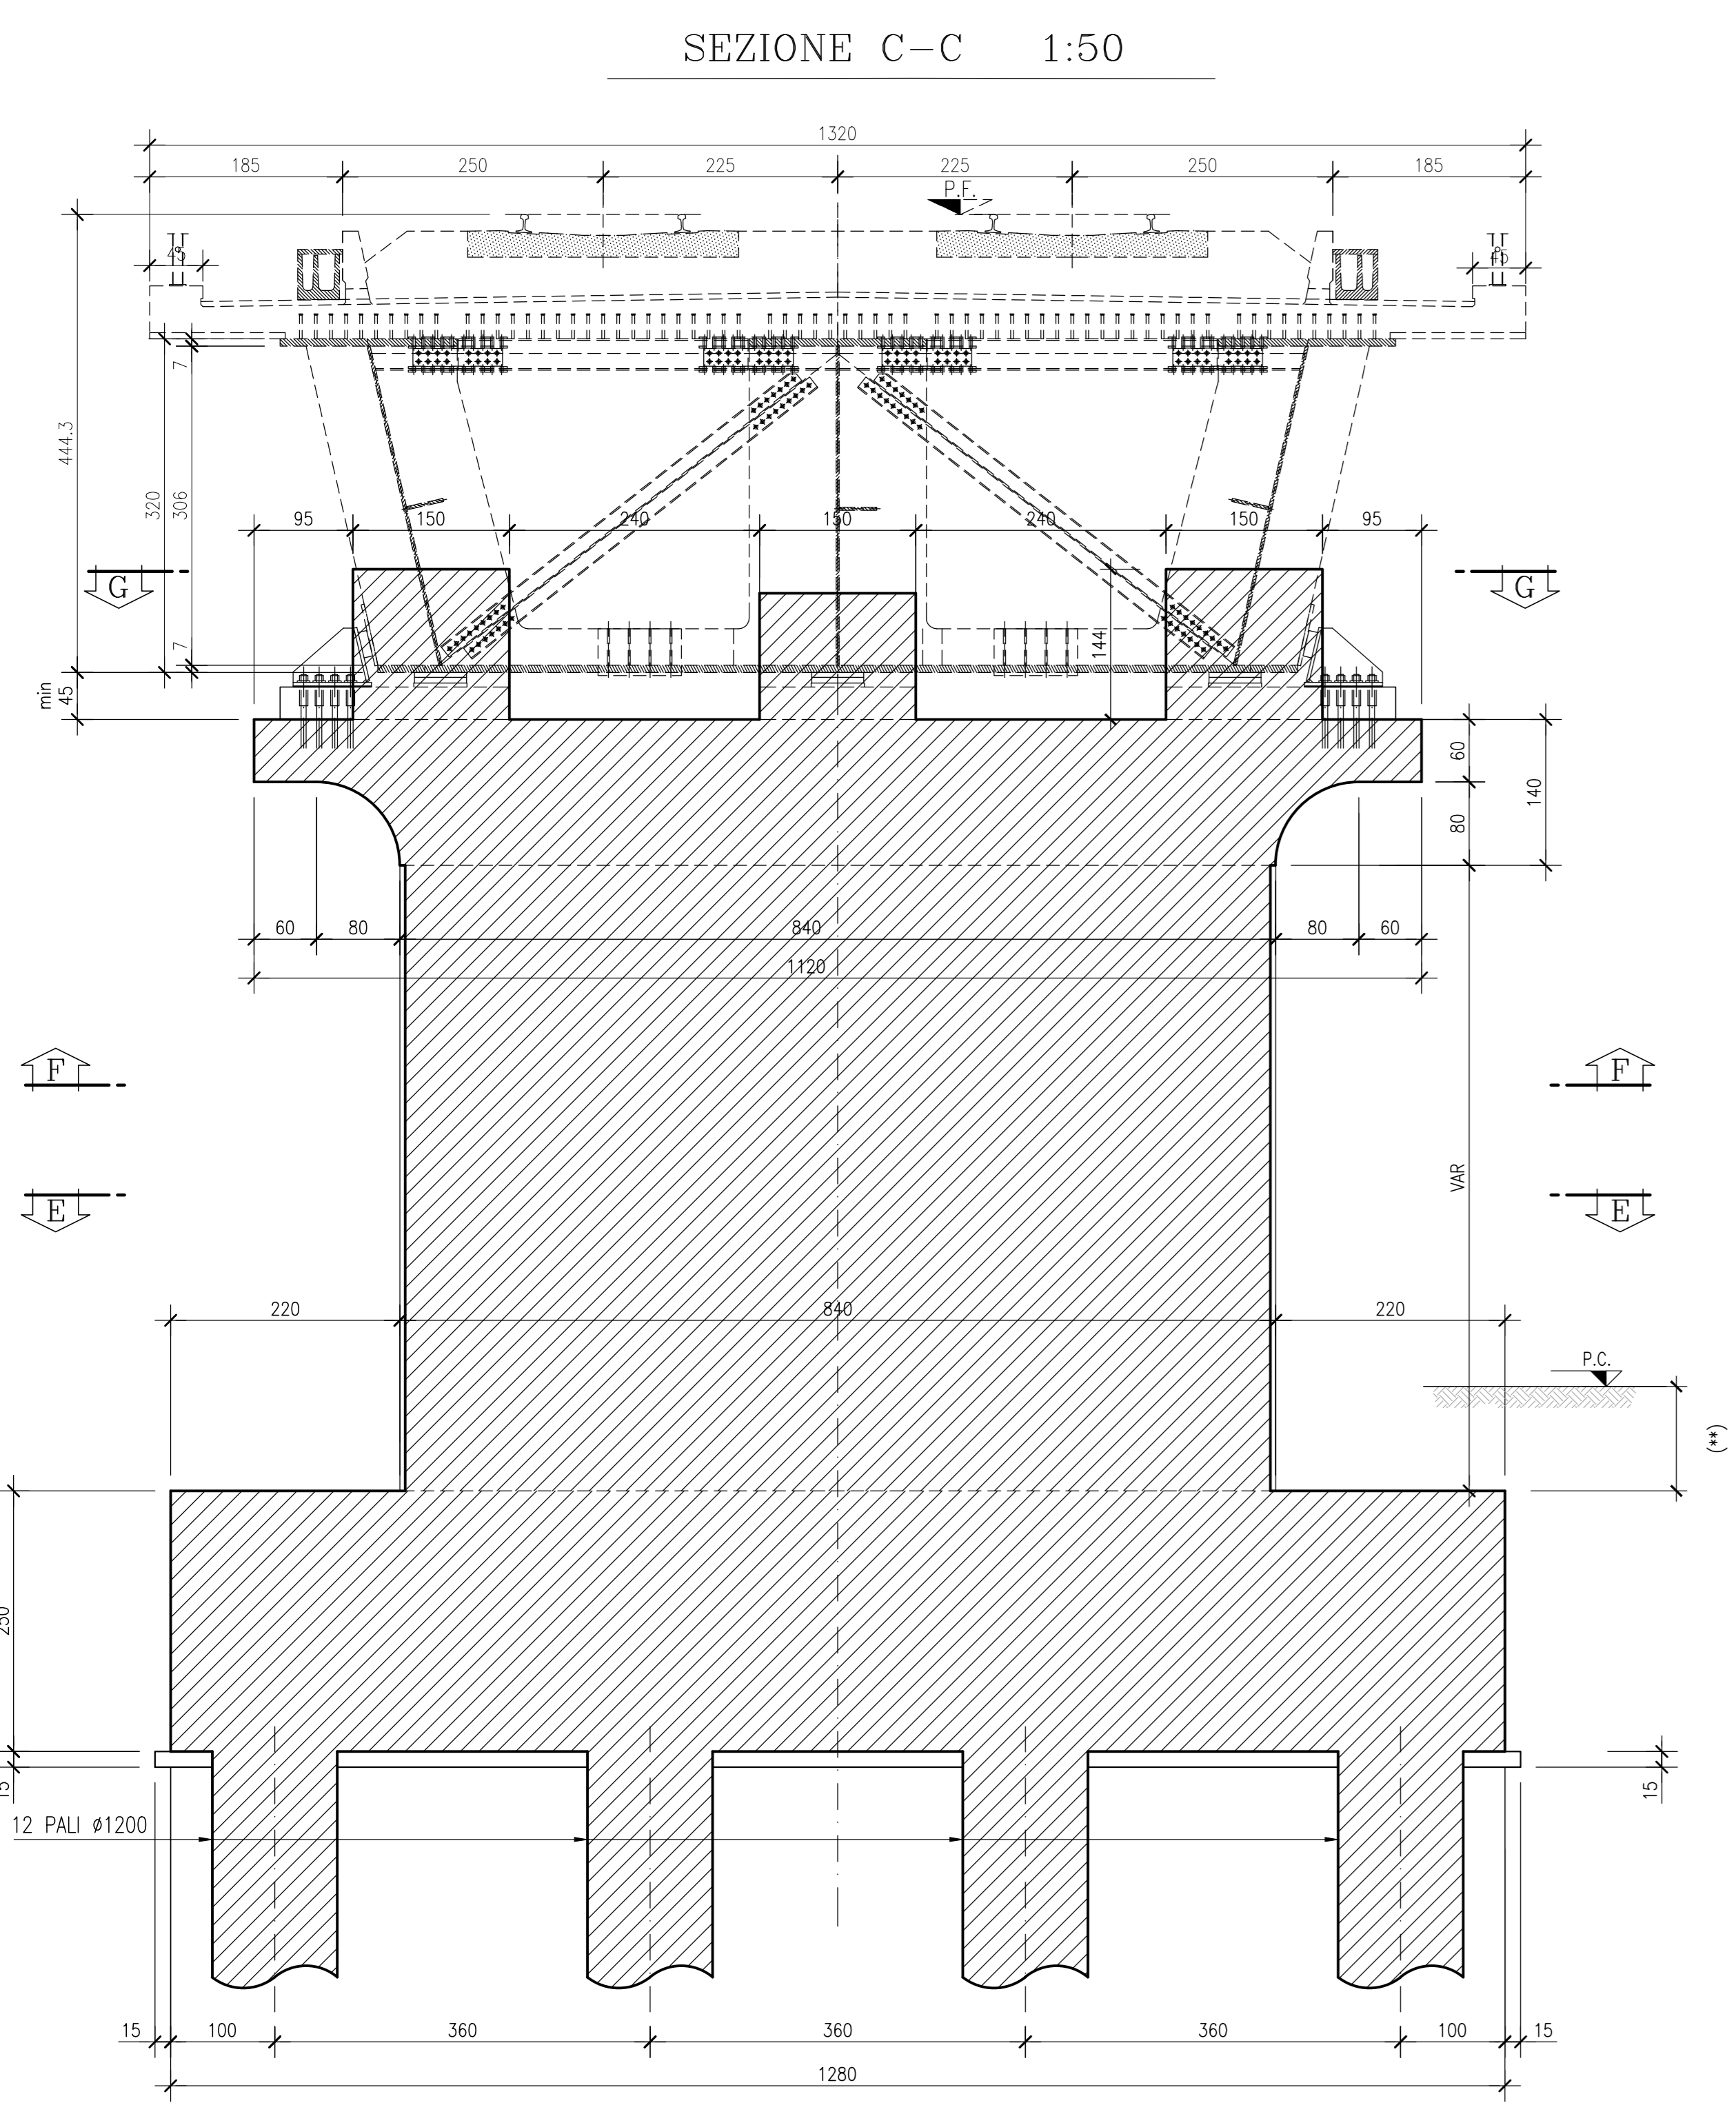 SEZIONE C-C 1:50
1320
185 250 225 225 250 185
P.F.
45 45
7
444.3
320
306
95 150 240 150 240 150 95
G G
7
144
min
45
60
140
80
60 80 840 80 60
1120
F F
VAR
E E
220 840 220
P.C.
(**)
250
15 15
12 PALI ø1200
15 100 360 360 360 100 15
1280